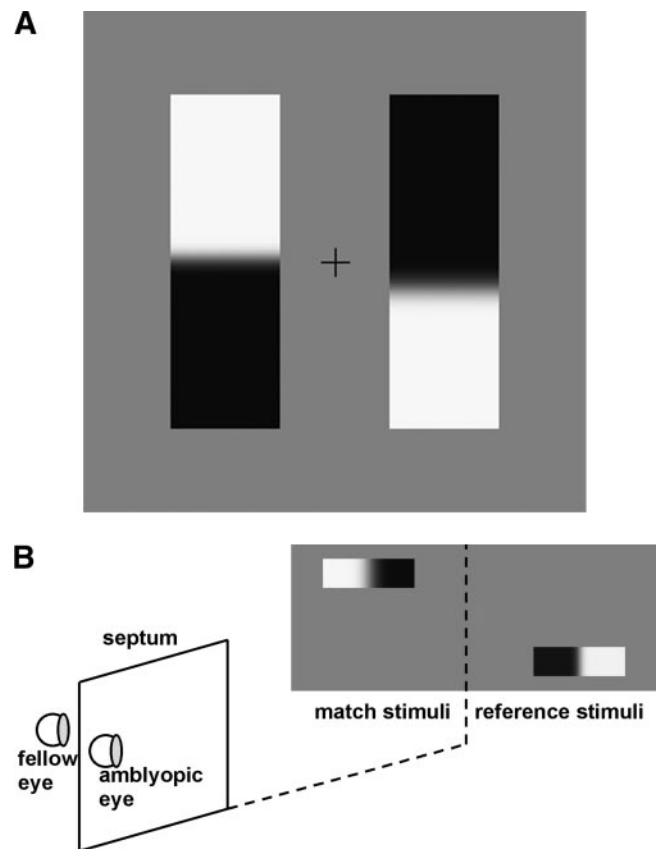 A
B
septum
fellow
eye
amblyopic
eye
match stimuli
reference stimuli